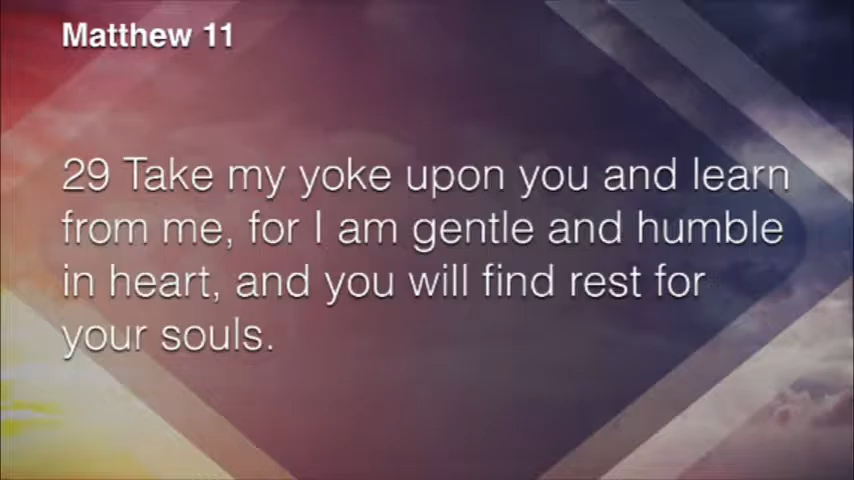 Matthew 11
29 Take my yoke upon you and learn
from me, for I am gentle and humble
in heart, and you will find rest for
your souls.